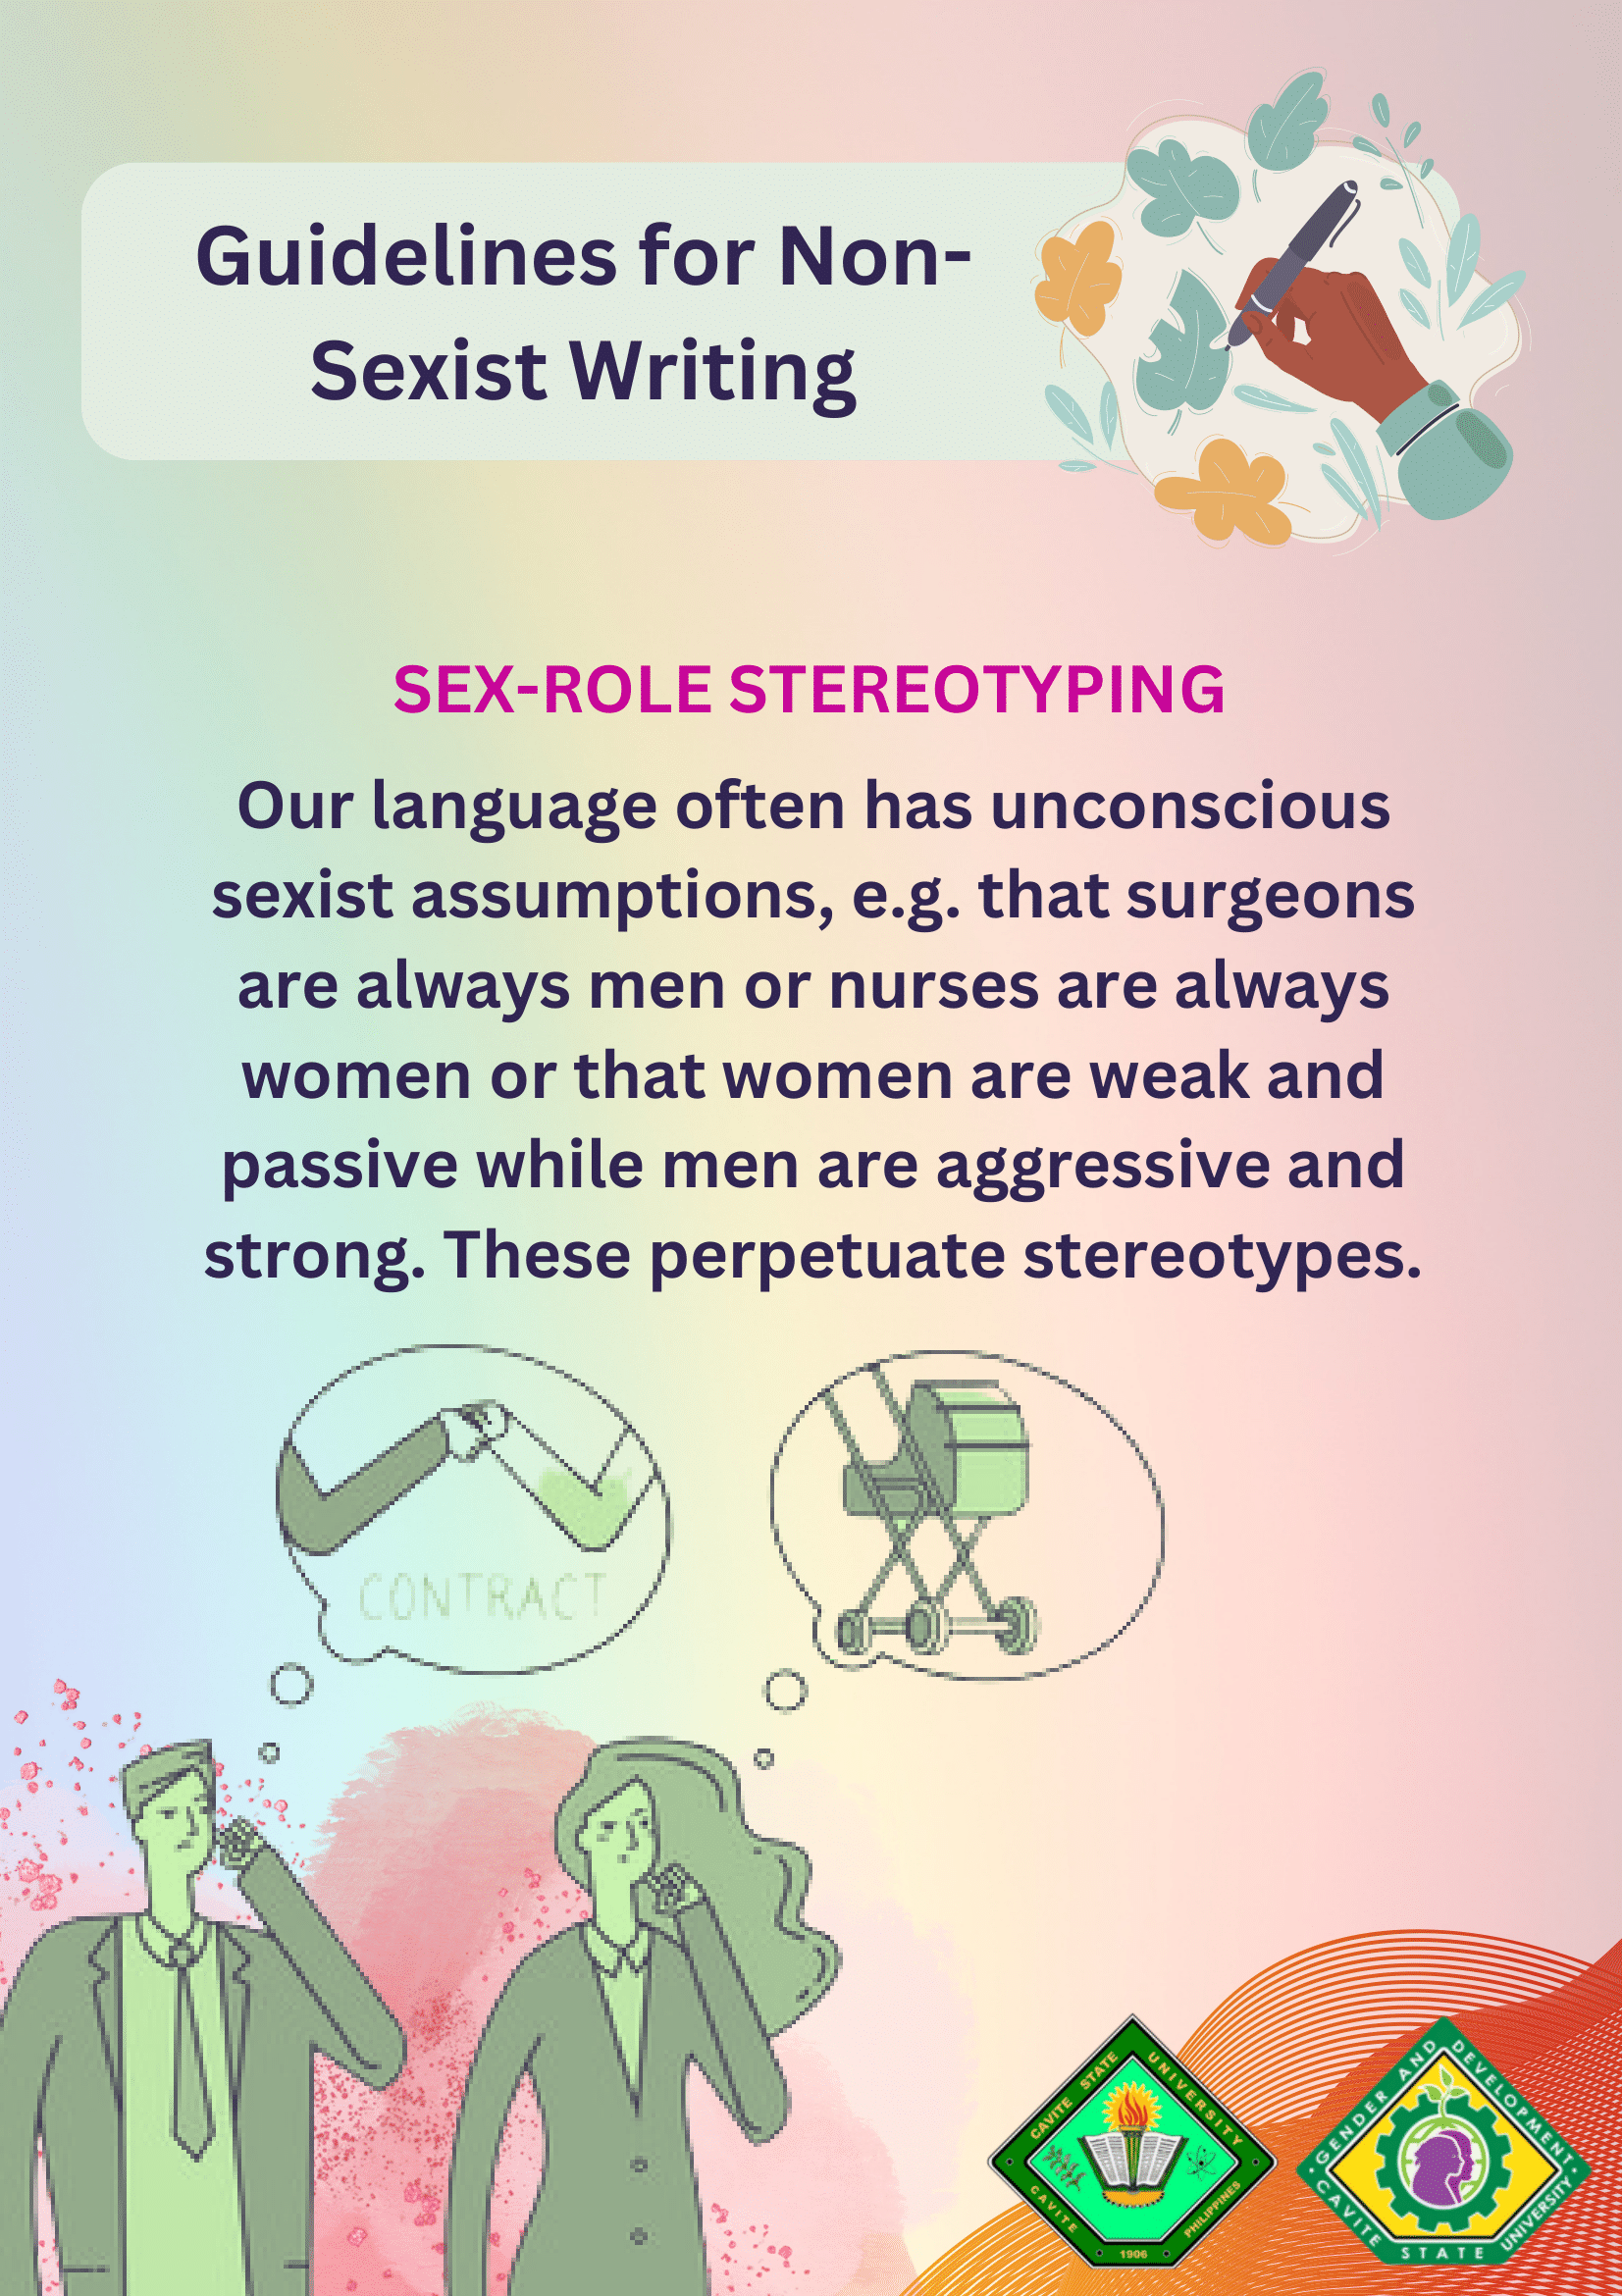 Guidelines for Non-
Sexist Writing
SEX-ROLE STEREOTYPING
Our language often has unconscious
sexist assumptions, e.g. that surgeons
are always men or nurses are always
women or that women are weak and
passive while men are aggressive and
strong. These perpetuate stereotypes.
CONTRACT
CAVITE STATE UNIVERSITY
CAVITE
PHILIPPINES
1906
GENDER AND DEVELOPMENT
CAVITE STATE UNIVERSITY